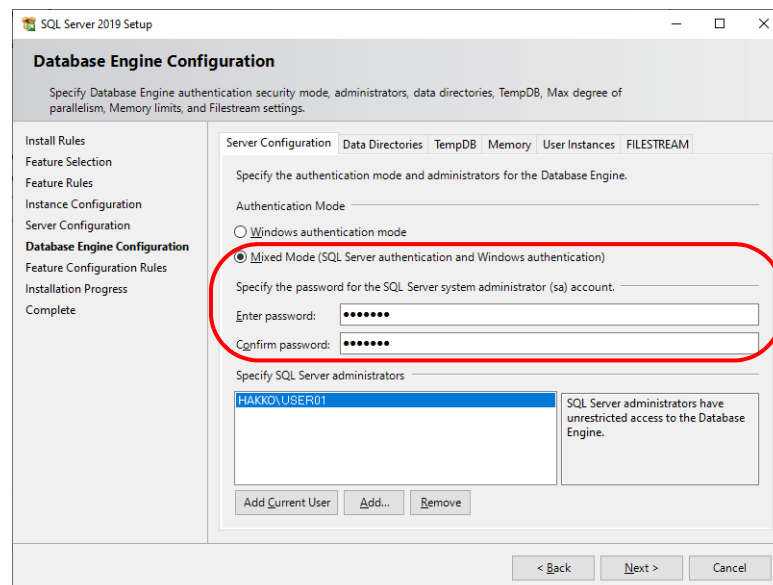 SQL Server 2019 Setup
Database Engine Configuration
Specify Database Engine authentication security mode, administrators, data directories, TempDB, Max degree of
parallelism, Memory limits, and Filestream settings.
Install Rules
Feature Selection
Feature Rules
Instance Configuration
Server Configuration
Database Engine Configuration
Feature Configuration Rules
Installation Progress
Complete
Server Configuration Data Directories TempDB Memory User Instances FILESTREAM
Specify the authentication mode and administrators for the Database Engine.
Authentication Mode
Windows authentication mode
Mixed Mode (SQL Server authentication and Windows authentication)
Specify the password for the SQL Server system administrator (sa) account.
Enter password: •••••••
Confirm password: •••••••
Specify SQL Server administrators
HAKKO\USER01
SQL Server administrators have
unrestricted access to the Database
Engine.
Add Current User Add... Remove
< Back Next > Cancel